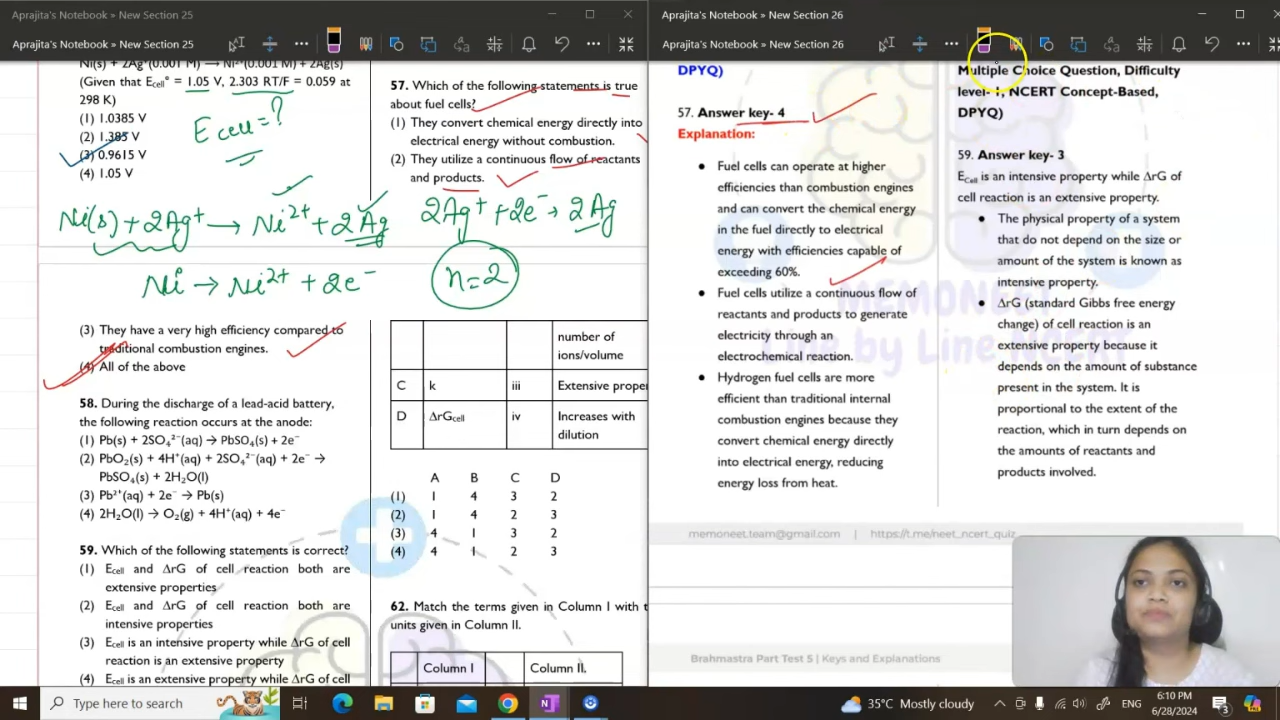 Aprajita's Notebook » New Section 25
Aprajita's Notebook » New Section 25
Ni(s) + 2Ag⁺(0.001 M) → Ni²⁺(0.001 M) + 2Ag(s)
(Given that Ecell° = 1.05 V, 2.303 RT/F = 0.059 at
298 K)
(1) 1.0385 V
(2) 1.385 V
(3) 0.9615 V
(4) 1.05 V
E cell = ?
Ni(s) + 2Ag⁺ → Ni²⁺ + 2Ag
2Ag⁺ + 2e⁻ → 2Ag
Ni → Ni²⁺ + 2e⁻
n=2
(3) They have a very high efficiency compared to
traditional combustion engines.
(4) All of the above
58. During the discharge of a lead-acid battery,
the following reaction occurs at the anode:
(1) Pb(s) + 2SO₄²⁻(aq) → PbSO₄(s) + 2e⁻
(2) PbO₂(s) + 4H⁺(aq) + 2SO₄²⁻(aq) + 2e⁻ →
PbSO₄(s) + 2H₂O(l)
(3) Pb²⁺(aq) + 2e⁻ → Pb(s)
(4) 2H₂O(l) → O₂(g) + 4H⁺(aq) + 4e⁻
59. Which of the following statements is correct?
(1) Ecell and ΔrG of cell reaction both are
extensive properties
(2) Ecell and ΔrG of cell reaction both are
intensive properties
(3) Ecell is an intensive property while ΔrG of cell
reaction is an extensive property
(4) Ecell is an extensive property while ΔrG of cell
57. Which of the following statements is true
about fuel cells?
(1) They convert chemical energy directly into
electrical energy without combustion.
(2) They utilize a continuous flow of reactants
and products.
number of
ions/volume
C k iii Extensive prope
D ΔrGcell iv Increases with
dilution
A B C D
(1) 1 4 3 2
(2) 1 4 2 3
(3) 4 1 3 2
(4) 4 1 2 3
62. Match the terms given in Column I with t
units given in Column II.
Column I Column II.
Aprajita's Notebook » New Section 26
Aprajita's Notebook » New Section 26
DPYQ)
57. Answer key- 4
Explanation:
• Fuel cells can operate at higher
efficiencies than combustion engines
and can convert the chemical energy
in the fuel directly to electrical
energy with efficiencies capable of
exceeding 60%.
• Fuel cells utilize a continuous flow of
reactants and products to generate
electricity through an
electrochemical reaction.
• Hydrogen fuel cells are more
efficient than traditional internal
combustion engines because they
convert chemical energy directly
into electrical energy, reducing
energy loss from heat.
Multiple Choice Question, Difficulty
level- 1, NCERT Concept-Based,
DPYQ)
59. Answer key- 3
ECell is an intensive property while ΔrG of
cell reaction is an extensive property.
• The physical property of a system
that do not depend on the size or
amount of the system is known as
intensive property.
• ΔrG (standard Gibbs free energy
change) of cell reaction is an
extensive property because it
depends on the amount of substance
present in the system. It is
proportional to the extent of the
reaction, which in turn depends on
the amounts of reactants and
products involved.
MEMONEET
Line by Line NCERT
memoneet.team@gmail.com | https://t.me/neet_ncert_quiz
Brahmastra Part Test 5 | Keys and Explanations
Type here to search
35°C Mostly cloudy
ENG
6:10 PM
6/28/2024
3